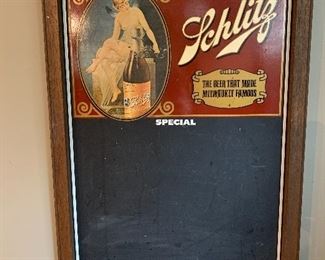 Schlitz
THE BEER THAT MADE
MILWAUKEE FAMOUS
SPECIAL